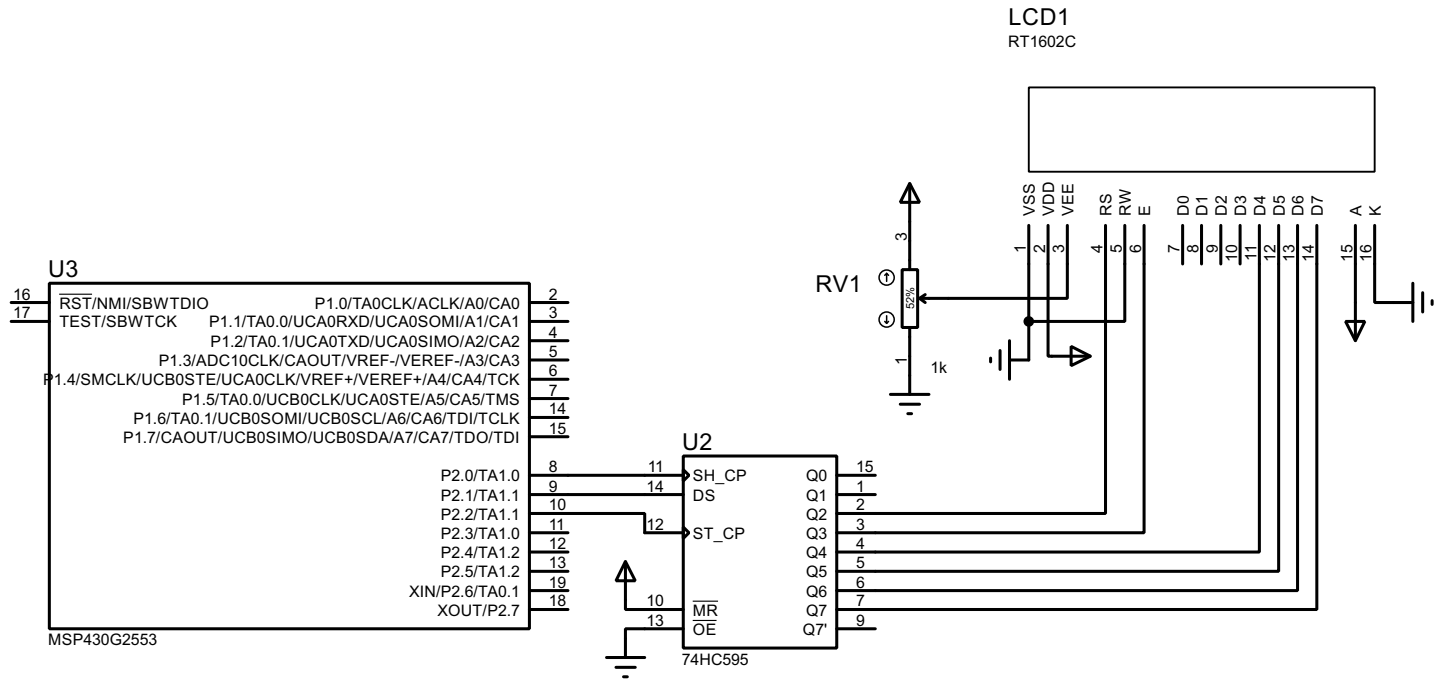 LCD1
RT1602C
VSS
VDD
VEE
RS
RW
E
D0
D1
D2
D3
D4
D5
D6
D7
A
K
1
2
3
4
5
6
7
8
9
10
11
12
13
14
15
16
RV1
3
52%
1
1k
U3
16 RST/NMI/SBWTDIO P1.0/TA0CLK/ACLK/A0/CA0 2
17 TEST/SBWTCK P1.1/TA0.0/UCA0RXD/UCA0SOMI/A1/CA1 3
P1.2/TA0.1/UCA0TXD/UCA0SIMO/A2/CA2 4
P1.3/ADC10CLK/CAOUT/VREF-/VEREF-/A3/CA3 5
P1.4/SMCLK/UCB0STE/UCA0CLK/VREF+/VEREF+/A4/CA4/TCK 6
P1.5/TA0.0/UCB0CLK/UCA0STE/A5/CA5/TMS 7
P1.6/TA0.1/UCB0SOMI/UCB0SCL/A6/CA6/TDI/TCLK 14
P1.7/CAOUT/UCB0SIMO/UCB0SDA/A7/CA7/TDO/TDI 15
P2.0/TA1.0 8
P2.1/TA1.1 9
P2.2/TA1.1 10
P2.3/TA1.0 11
P2.4/TA1.2 12
P2.5/TA1.2 13
XIN/P2.6/TA0.1 19
XOUT/P2.7 18
MSP430G2553
U2
11 SH_CP Q0 15
14 DS Q1 1
Q2 2
12 ST_CP Q3 3
Q4 4
Q5 5
Q6 6
10 MR Q7 7
13 OE Q7' 9
74HC595